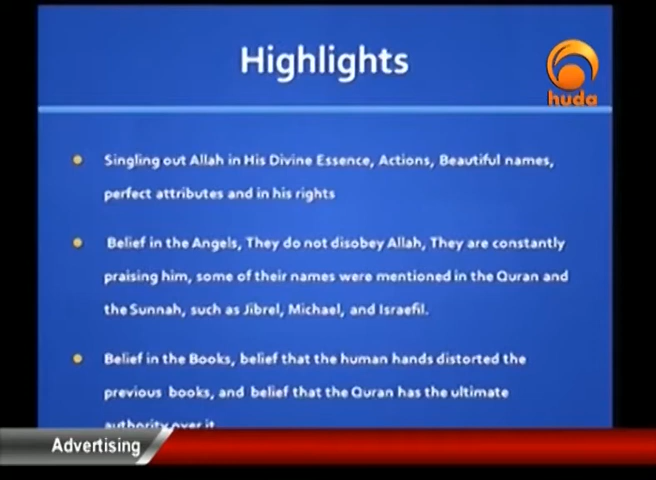 Highlights
huda
Singling out Allah in His Divine Essence, Actions, Beautiful names,
perfect attributes and in his rights
Belief in the Angels, They do not disobey Allah, They are constantly
praising him, some of their names were mentioned in the Quran and
the Sunnah, such as Jibrel, Michael, and Israefil.
Belief in the Books, belief that the human hands distorted the
previous books, and belief that the Quran has the ultimate
authority over it
Advertising